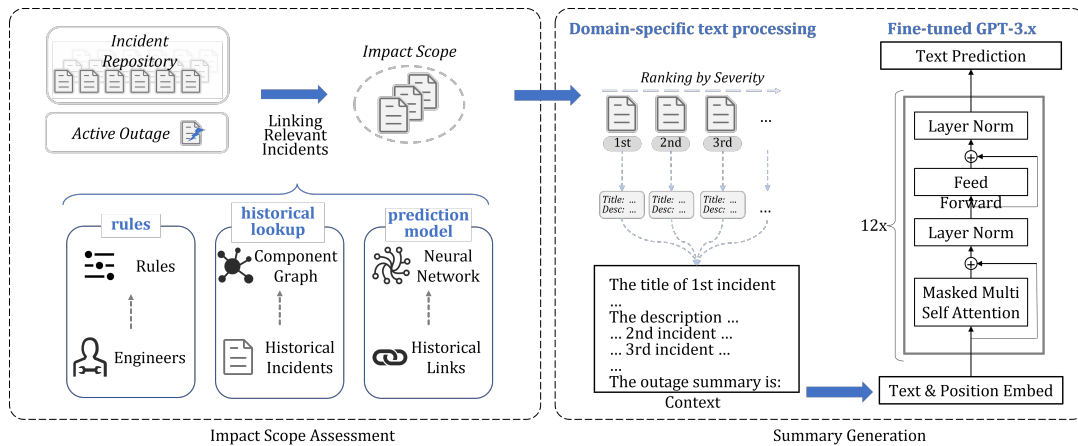 Incident
Repository
Active Outage
Linking
Relevant
Incidents
Impact Scope
rules
Rules
Engineers
historical
lookup
Component
Graph
Historical
Incidents
prediction
model
Neural
Network
Historical
Links
Impact Scope Assessment
Domain-specific text processing
Ranking by Severity
1st
2nd
3rd
...
Title: ...
Desc: ...
Title: ...
Desc: ...
Title: ...
Desc: ...
...
The title of 1st incident
...
The description ...
... 2nd incident ...
... 3rd incident ...
...
The outage summary is:
Context
Fine-tuned GPT-3.x
Text Prediction
Layer Norm
Feed
Forward
12x
Layer Norm
Masked Multi
Self Attention
Text & Position Embed
Summary Generation